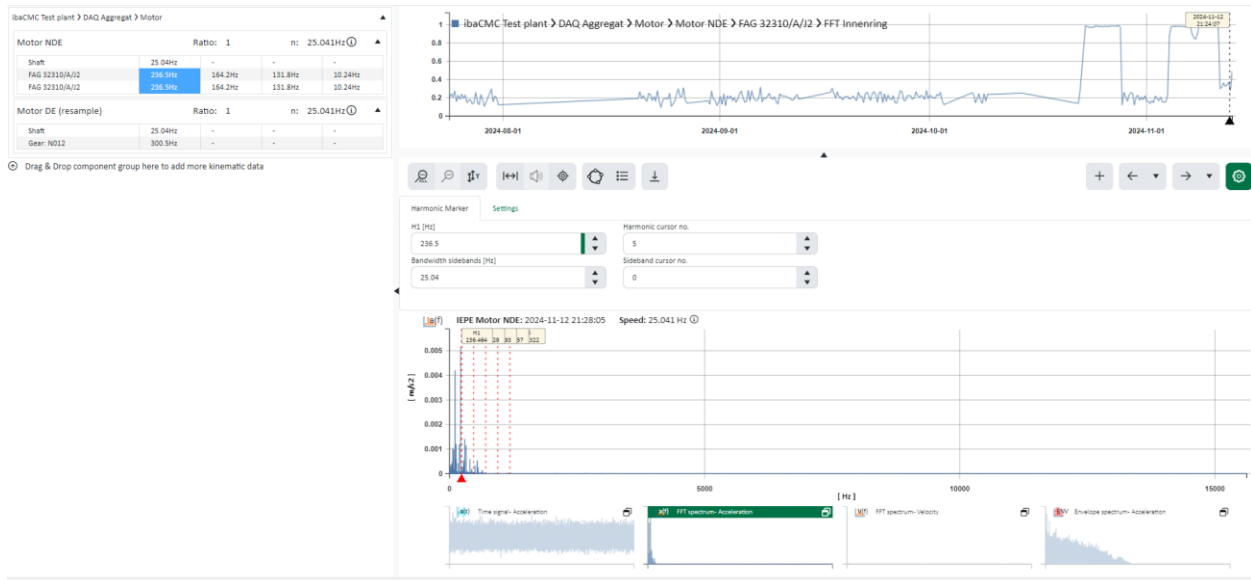 ibaCMC Test plant ❯ DAQ Aggregat ❯ Motor
Motor NDE Ratio: 1 n: 25.041Hz
Shaft 25.04Hz - - -
FAG 32310/A/J2 236.5Hz 164.2Hz 131.8Hz 10.24Hz
FAG 32310/A/J2 236.5Hz 164.2Hz 131.8Hz 10.24Hz
Motor DE (resample) Ratio: 1 n: 25.041Hz
Shaft 25.04Hz - - -
Gear: N012 300.5Hz - - -
Drag & Drop component group here to add more kinematic data
ibaCMC Test plant ❯ DAQ Aggregat ❯ Motor ❯ Motor NDE ❯ FAG 32310/A/J2 ❯ FFT Innenring
2024-11-12
21:24:07
1
0.8
0.6
0.4
0.2
0
2024-08-01 2024-09-01 2024-10-01 2024-11-01
Y
Harmonic Marker Settings
H1 [Hz] Harmonic cursor no.
236.5 5
Bandwidth sidebands [Hz] Sideband cursor no.
25.04 0
IEPE Motor NDE: 2024-11-12 21:28:05 Speed: 25.041 Hz
H1
236.464 28 93 57 322
0.005
0.004
0.003
0.002
0.001
0
[ m/s2 ]
0 5000 10000 15000
[ Hz ]
a(t) Time signal- Acceleration
a(f) FFT spectrum- Acceleration
v(f) FFT spectrum- Velocity
ENV Envelope spectrum- Acceleration